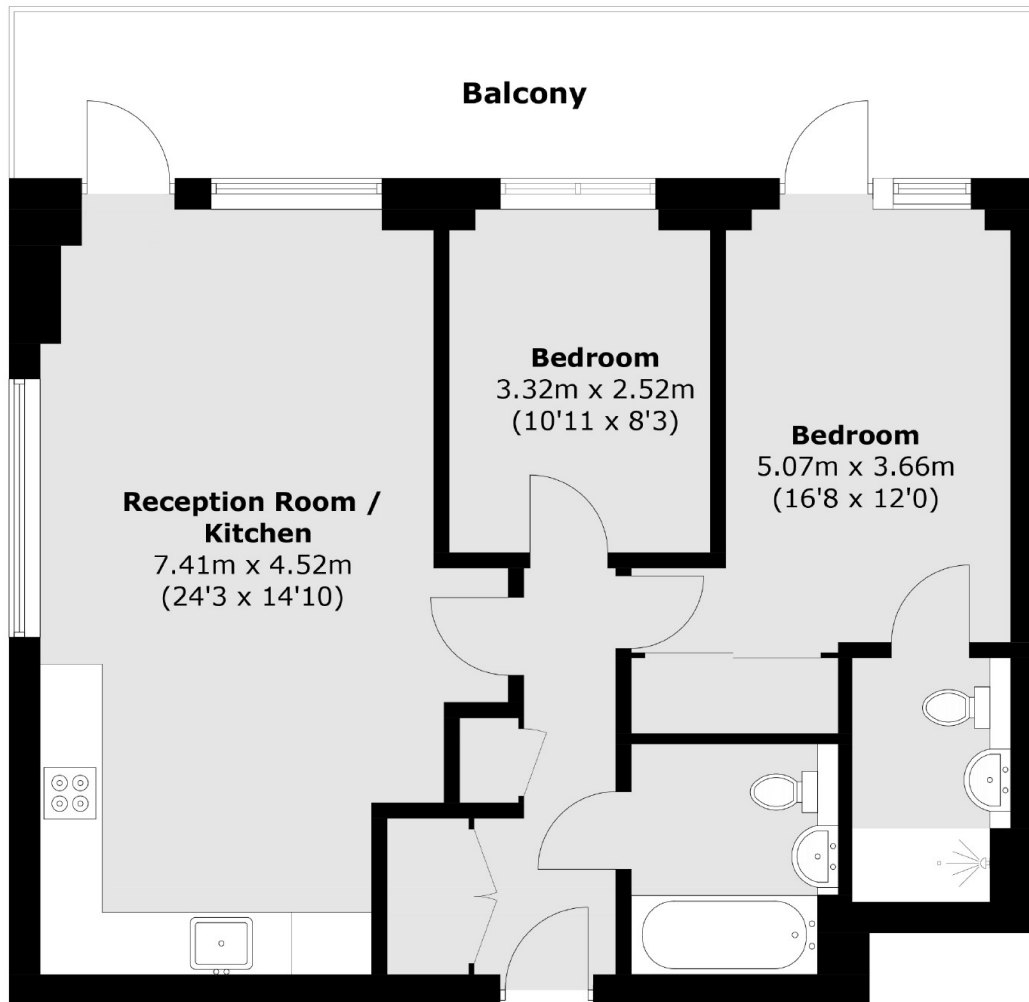 Balcony
Bedroom
3.32m x 2.52m
(10'11 x 8'3)
Bedroom
5.07m x 3.66m
(16'8 x 12'0)
Reception Room /
Kitchen
7.41m x 4.52m
(24'3 x 14'10)